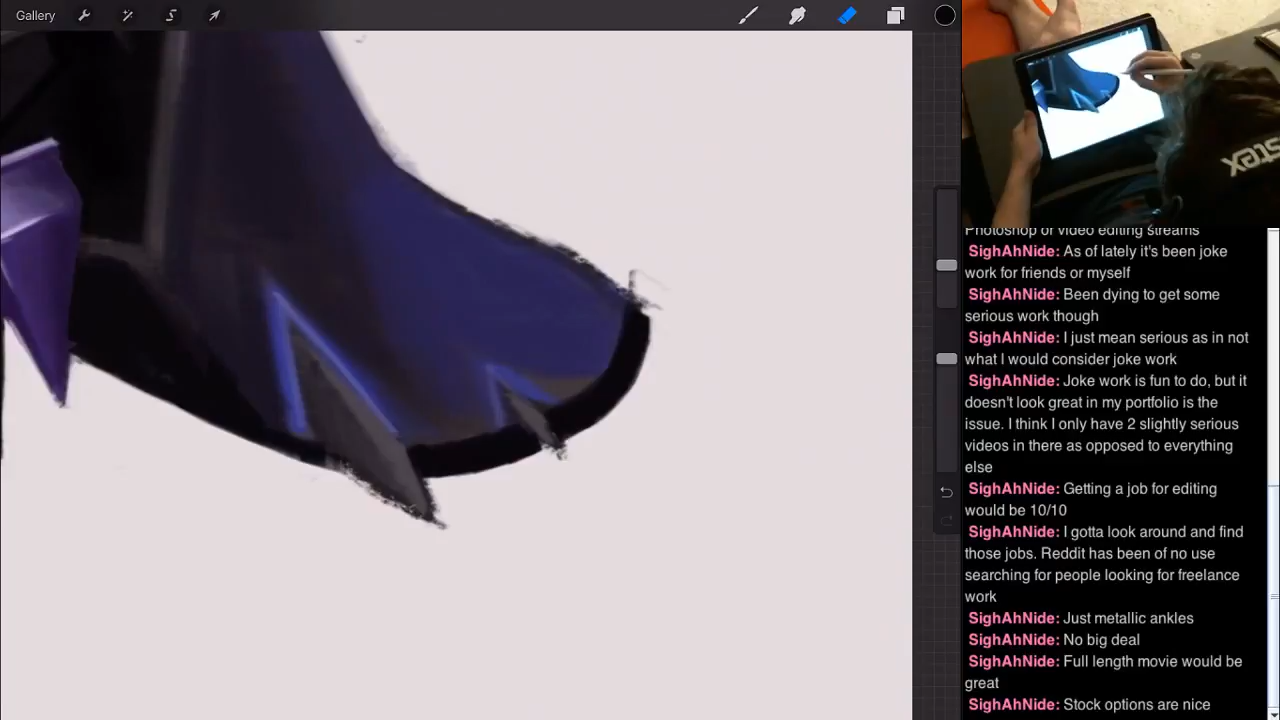 Gallery
Photoshop or video editing streams
SighAhNide: As of lately it's been joke
work for friends or myself
SighAhNide: Been dying to get some
serious work though
SighAhNide: I just mean serious as in not
what I would consider joke work
SighAhNide: Joke work is fun to do, but it
doesn't look great in my portfolio is the
issue. I think I only have 2 slightly serious
videos in there as opposed to everything
else
SighAhNide: Getting a job for editing
would be 10/10
SighAhNide: I gotta look around and find
those jobs. Reddit has been of no use
searching for people looking for freelance
work
SighAhNide: Just metallic ankles
SighAhNide: No big deal
SighAhNide: Full length movie would be
great
SighAhNide: Stock options are nice